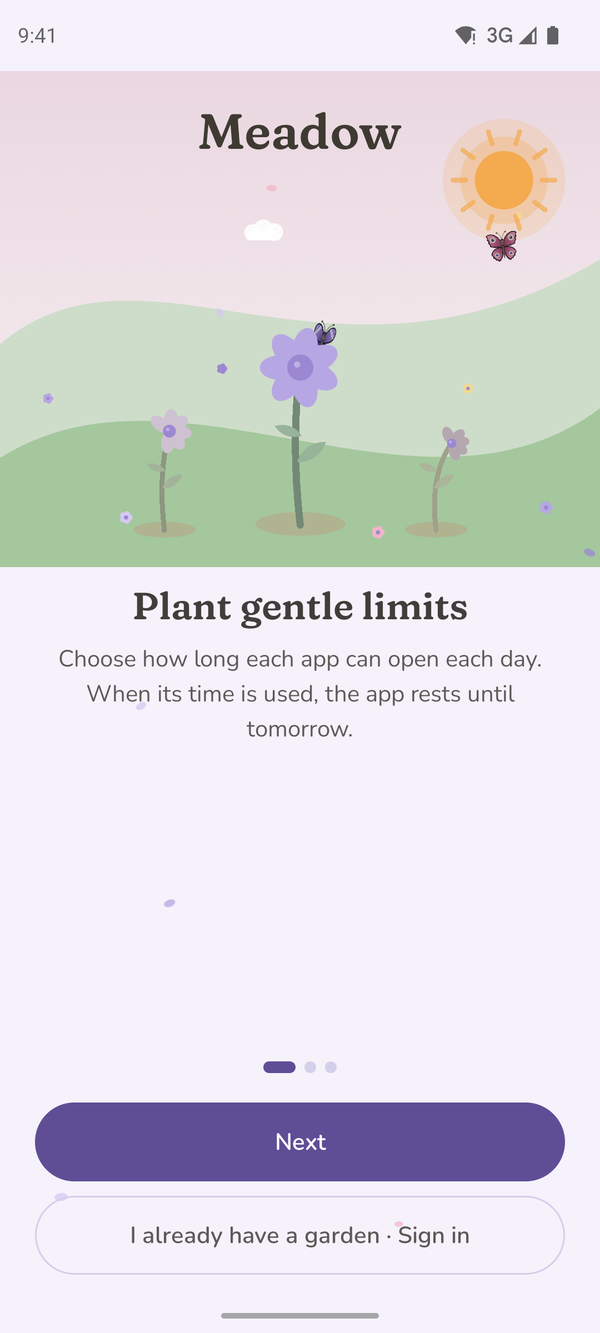 9:41
3G
Meadow
Plant gentle limits
Choose how long each app can open each day.
When its time is used, the app rests until
tomorrow.
Next
I already have a garden · Sign in